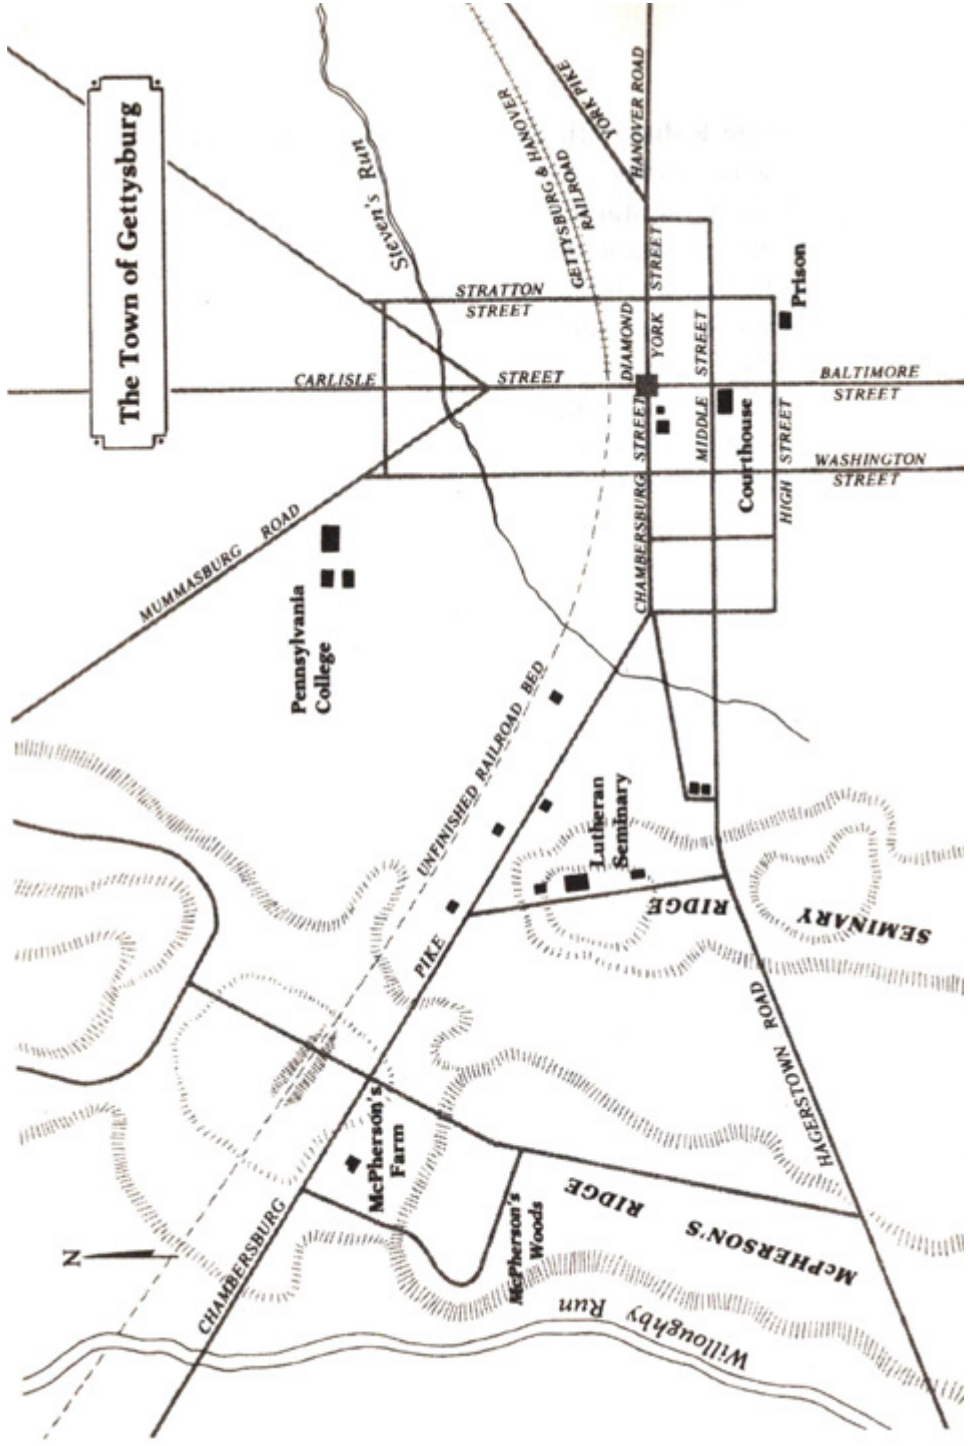 The Town of Gettysburg
Steven's Run
GETTYSBURG & HANOVER
RAILROAD
YORK PIKE
HANOVER ROAD
STRATTON
STREET
CARLISLE
STREET
DIAMOND
YORK
STREET
BALTIMORE
STREET
WASHINGTON
STREET
CHAMBERSBURG STREET
MIDDLE
STREET
HIGH STREET
Courthouse
Prison
MUMMASBURG ROAD
Pennsylvania
College
UNFINISHED RAILROAD BED
Lutheran
Seminary
SEMINARY
RIDGE
CHAMBERSBURG
PIKE
HAGERSTOWN ROAD
McPherson's
Farm
McPherson's
Woods
McPHERSON'S
RIDGE
Willoughby Run
N